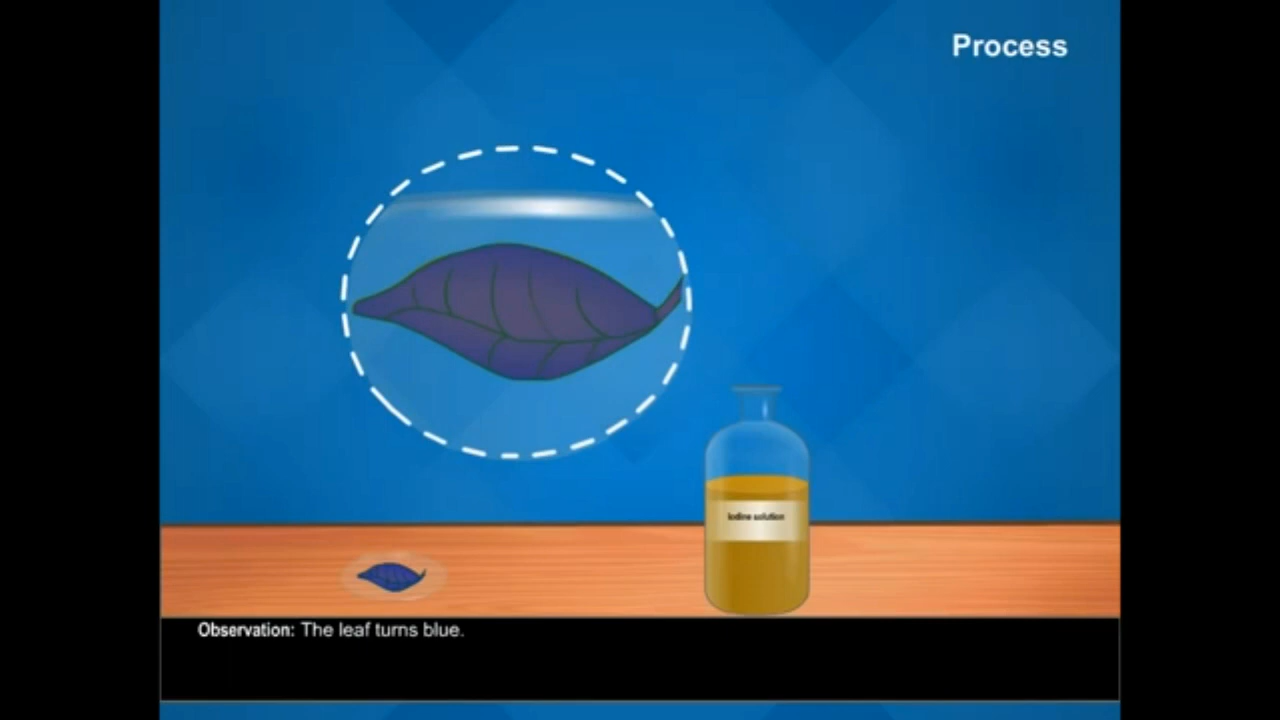 Process
Iodine solution
Observation: The leaf turns blue.